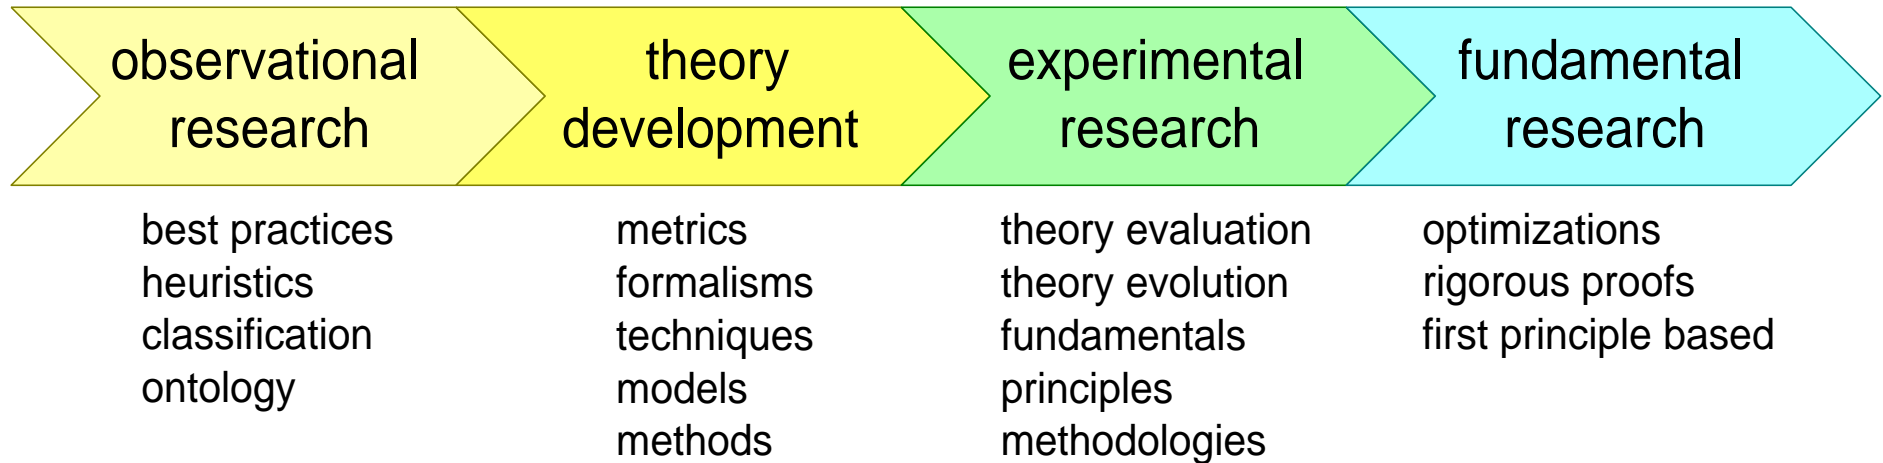 observational
research
theory
development
experimental
research
fundamental
research
best practices
heuristics
classification
ontology
metrics
formalisms
techniques
models
methods
theory evaluation
theory evolution
fundamentals
principles
methodologies
optimizations
rigorous proofs
first principle based